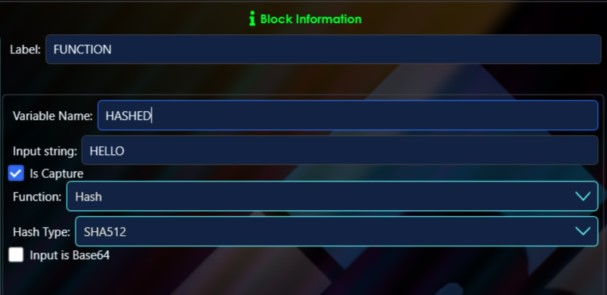 Block Information
Label: FUNCTION
Variable Name: HASHED
Input string: HELLO
Is Capture
Function: Hash
Hash Type: SHA512
Input is Base64